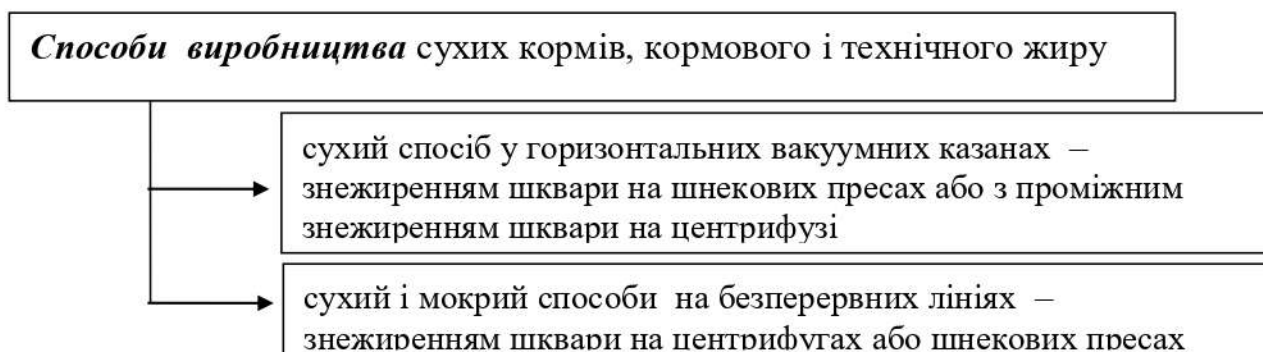 Способи виробництва сухих кормів, кормового і технічного жиру
сухий спосіб у горизонтальних вакуумних казанах –
знежиренням шквари на шнекових пресах або з проміжним
знежиренням шквари на центрифузі
сухий і мокрий способи на безперервних лініях –
знежиренням шквари на центрифугах або шнекових пресах